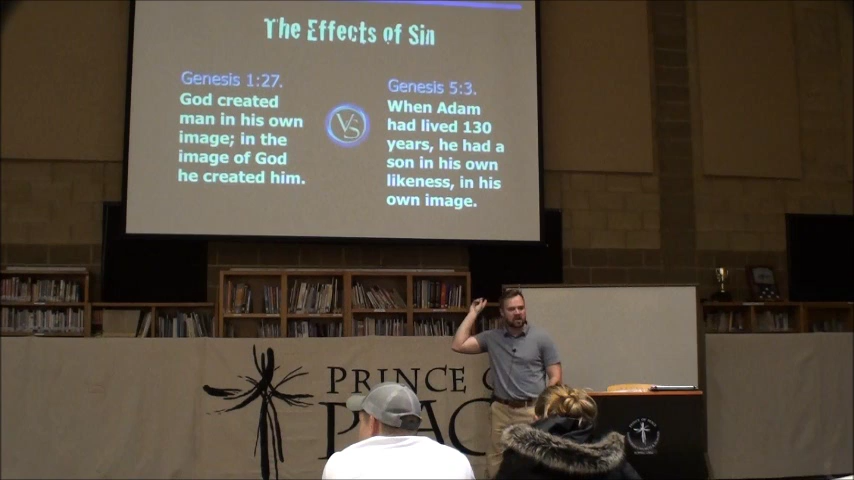 The Effects of Sin
Genesis 1:27.
God created
man in his own
image; in the
image of God
he created him.
VS
Genesis 5:3.
When Adam
had lived 130
years, he had a
son in his own
likeness, in his
own image.
PRINCE